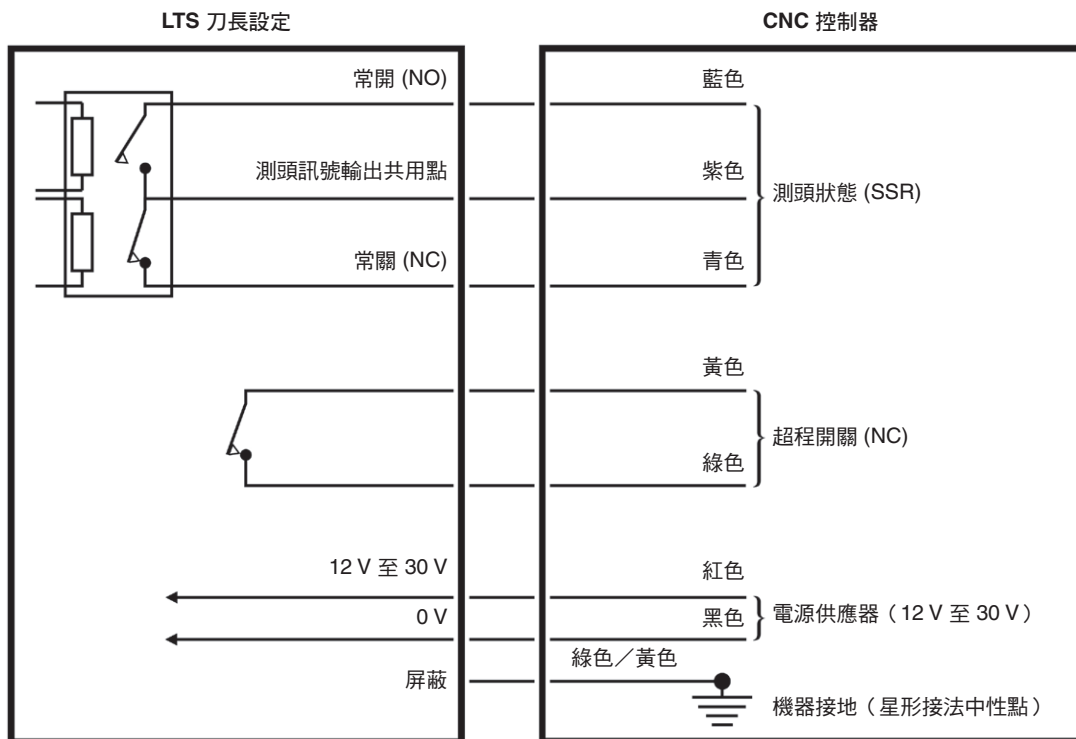 LTS 刀長設定
CNC 控制器
常開 (NO)
藍色
測頭訊號輸出共用點
紫色
測頭狀態 (SSR)
常關 (NC)
青色
黃色
超程開關 (NC)
綠色
12 V 至 30 V
紅色
0 V
黑色
電源供應器（12 V 至 30 V）
屏蔽
綠色／黃色
機器接地（星形接法中性點）